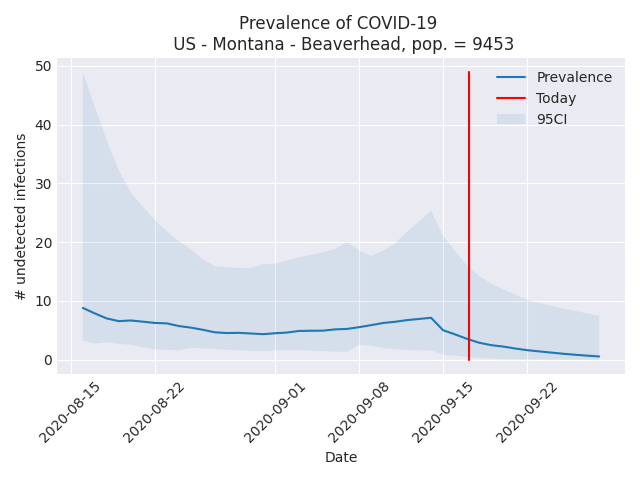 Prevalence of COVID-19
US - Montana - Beaverhead, pop. = 9453
Prevalence
Today
95CI
# undetected infections
50
40
30
20
10
0
2020-08-15
2020-08-22
2020-09-01
2020-09-08
2020-09-15
2020-09-22
Date